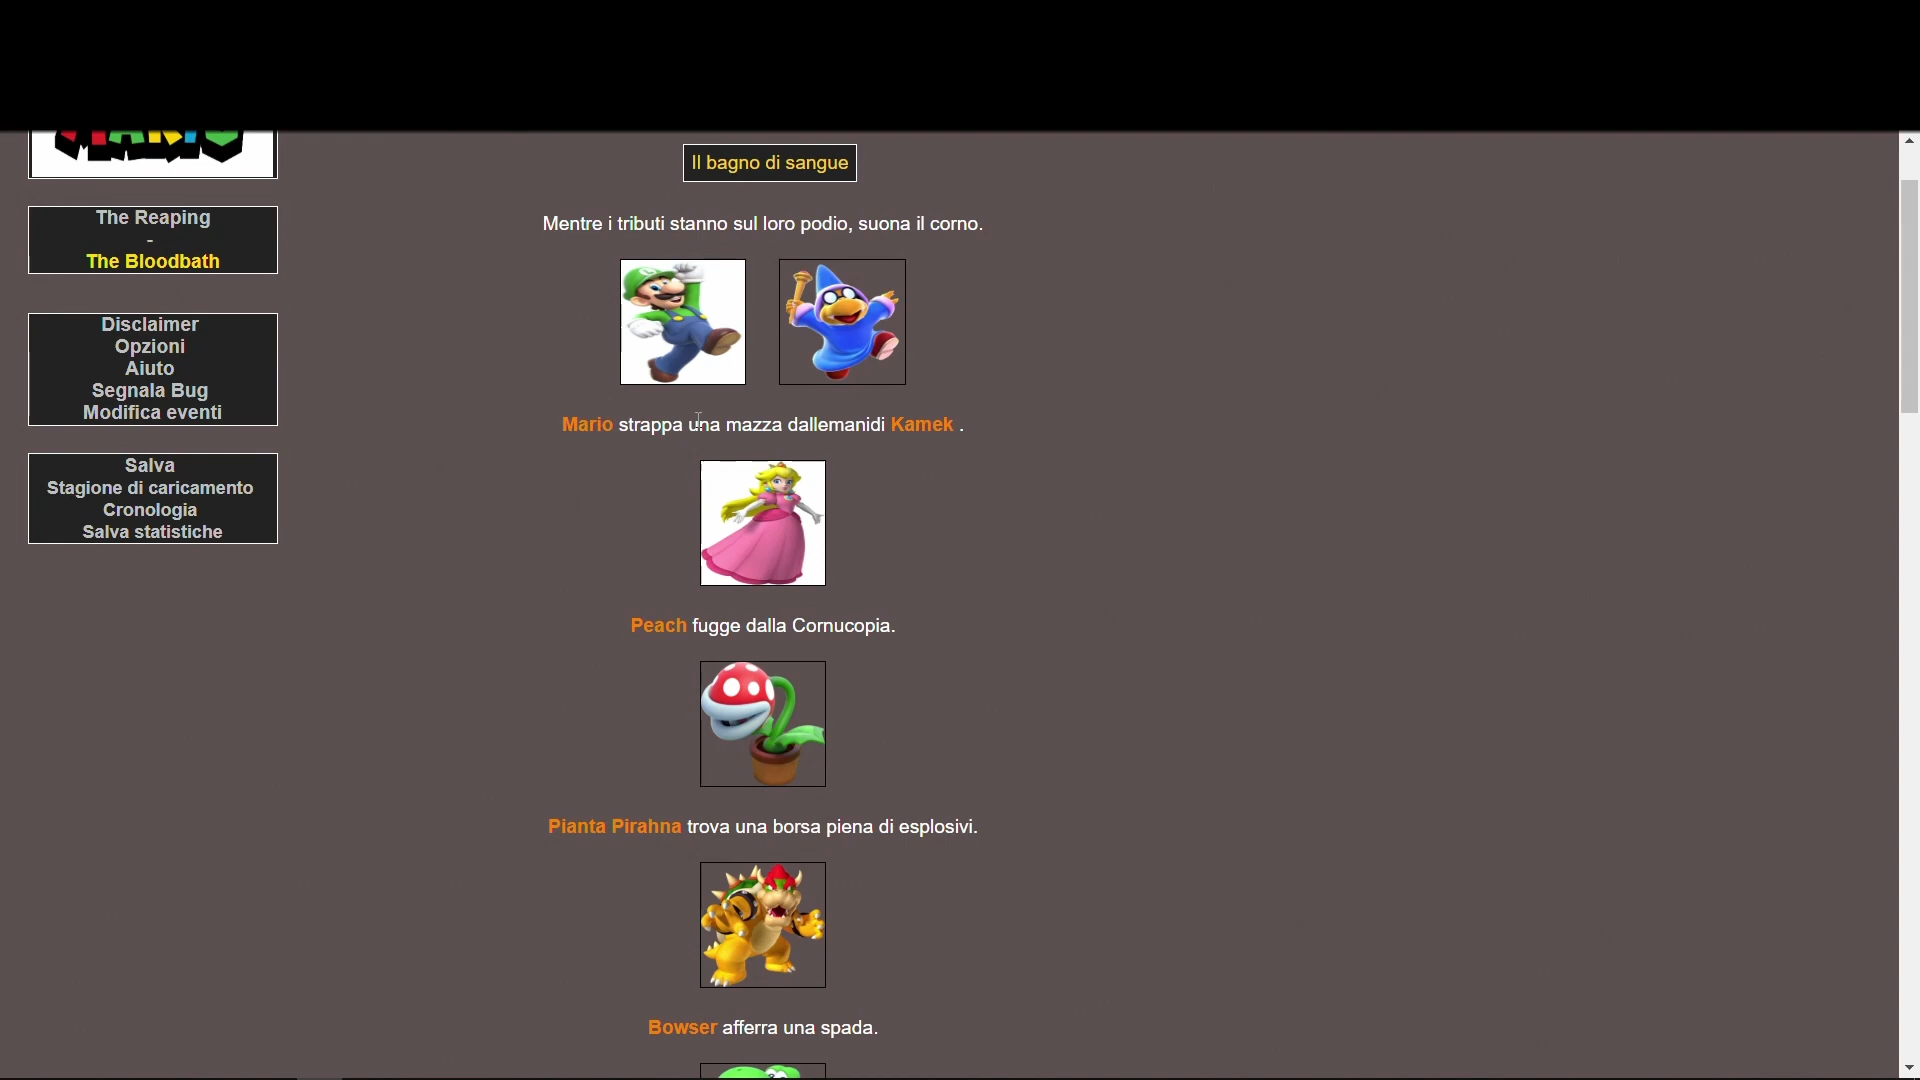 Il bagno di sangue
Mentre i tributi stanno sul loro podio, suona il corno.
Mario strappa una mazza dallemanidi Kamek .
Peach fugge dalla Cornucopia.
Pianta Pirahna trova una borsa piena di esplosivi.
Bowser afferra una spada.
The Reaping
-
The Bloodbath
Disclaimer
Opzioni
Aiuto
Segnala Bug
Modifica eventi
Salva
Stagione di caricamento
Cronologia
Salva statistiche